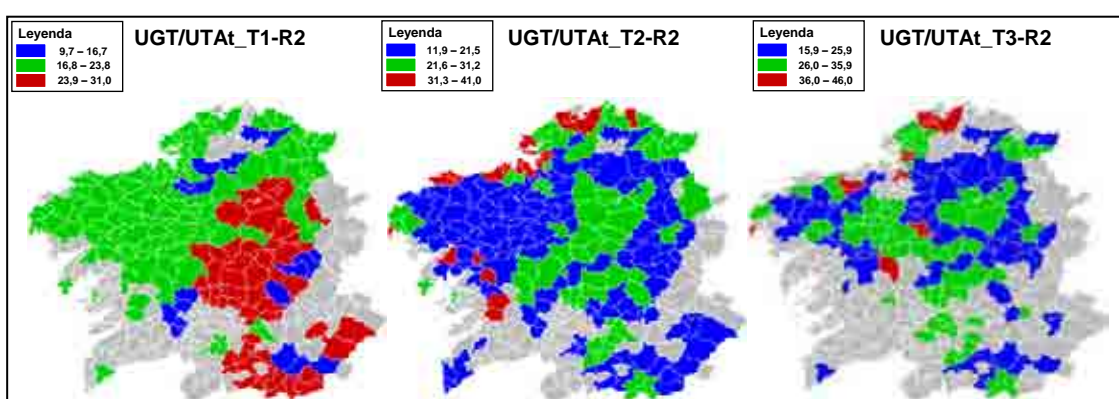 Leyenda
9,7 – 16,7
16,8 – 23,8
23,9 – 31,0
UGT/UTAt_T1-R2
Leyenda
11,9 – 21,5
21,6 – 31,2
31,3 – 41,0
UGT/UTAt_T2-R2
Leyenda
15,9 – 25,9
26,0 – 35,9
36,0 – 46,0
UGT/UTAt_T3-R2